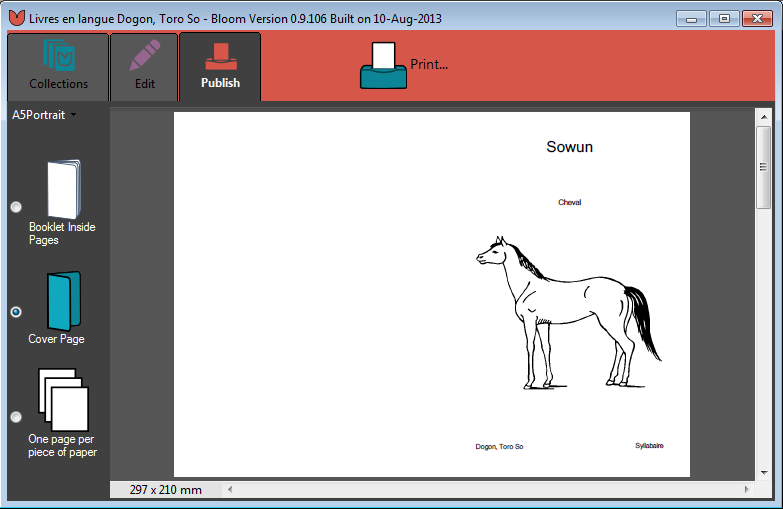 Livres en langue Dogon, Toro So - Bloom Version 0.9.106 Built on 10-Aug-2013
Collections
Edit
Publish
Print...
A5Portrait
Booklet Inside
Pages
Cover Page
One page per
piece of paper
Sowun
Cheval
Dogon, Toro So
Syllabaire
297 x 210 mm